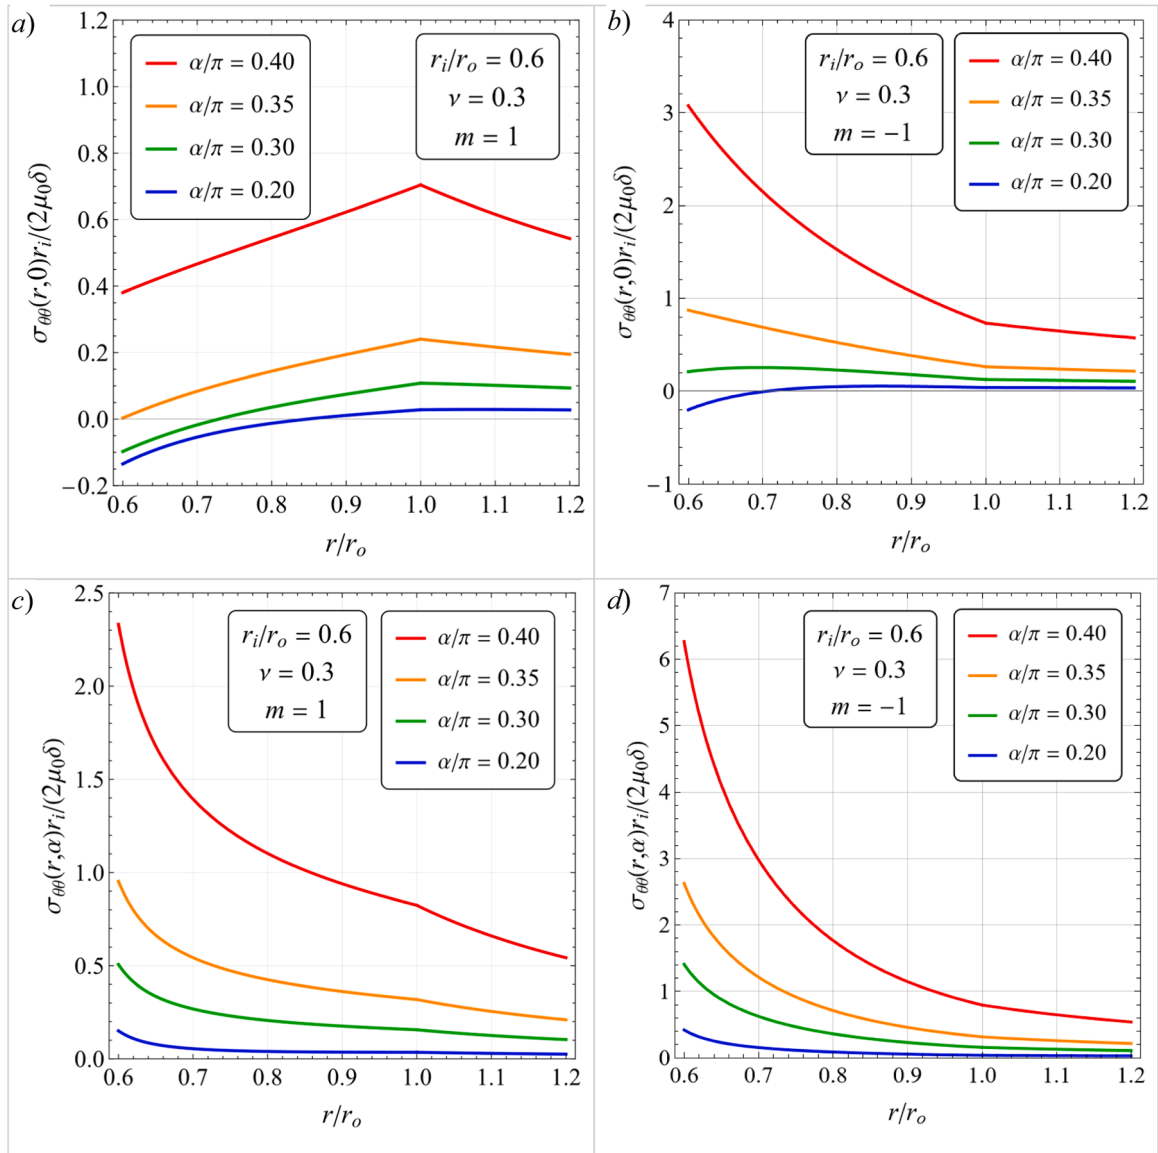 a)
α/π = 0.40
α/π = 0.35
α/π = 0.30
α/π = 0.20
r_i/r_o = 0.6
ν = 0.3
m = 1
σ_θθ(r,0)r_i/(2μ_0δ)
1.2
1.0
0.8
0.6
0.4
0.2
0.0
−0.2
0.6 0.7 0.8 0.9 1.0 1.1 1.2
r/r_o
b)
r_i/r_o = 0.6
ν = 0.3
m = −1
α/π = 0.40
α/π = 0.35
α/π = 0.30
α/π = 0.20
σ_θθ(r,0)r_i/(2μ_0δ)
4
3
2
1
0
−1
0.6 0.7 0.8 0.9 1.0 1.1 1.2
r/r_o
c)
r_i/r_o = 0.6
ν = 0.3
m = 1
α/π = 0.40
α/π = 0.35
α/π = 0.30
α/π = 0.20
σ_θθ(r,α)r_i/(2μ_0δ)
2.5
2.0
1.5
1.0
0.5
0.0
0.6 0.7 0.8 0.9 1.0 1.1 1.2
r/r_o
d)
r_i/r_o = 0.6
ν = 0.3
m = −1
α/π = 0.40
α/π = 0.35
α/π = 0.30
α/π = 0.20
σ_θθ(r,α)r_i/(2μ_0δ)
7
6
5
4
3
2
1
0
0.6 0.7 0.8 0.9 1.0 1.1 1.2
r/r_o